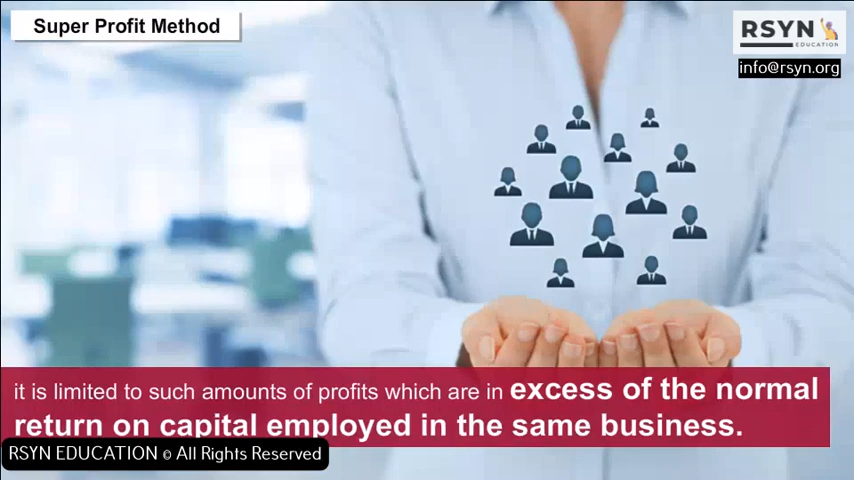 Super Profit Method
RSYN
EDUCATION
info@rsyn.org
it is limited to such amounts of profits which are in excess of the normal
return on capital employed in the same business.
RSYN EDUCATION © All Rights Reserved